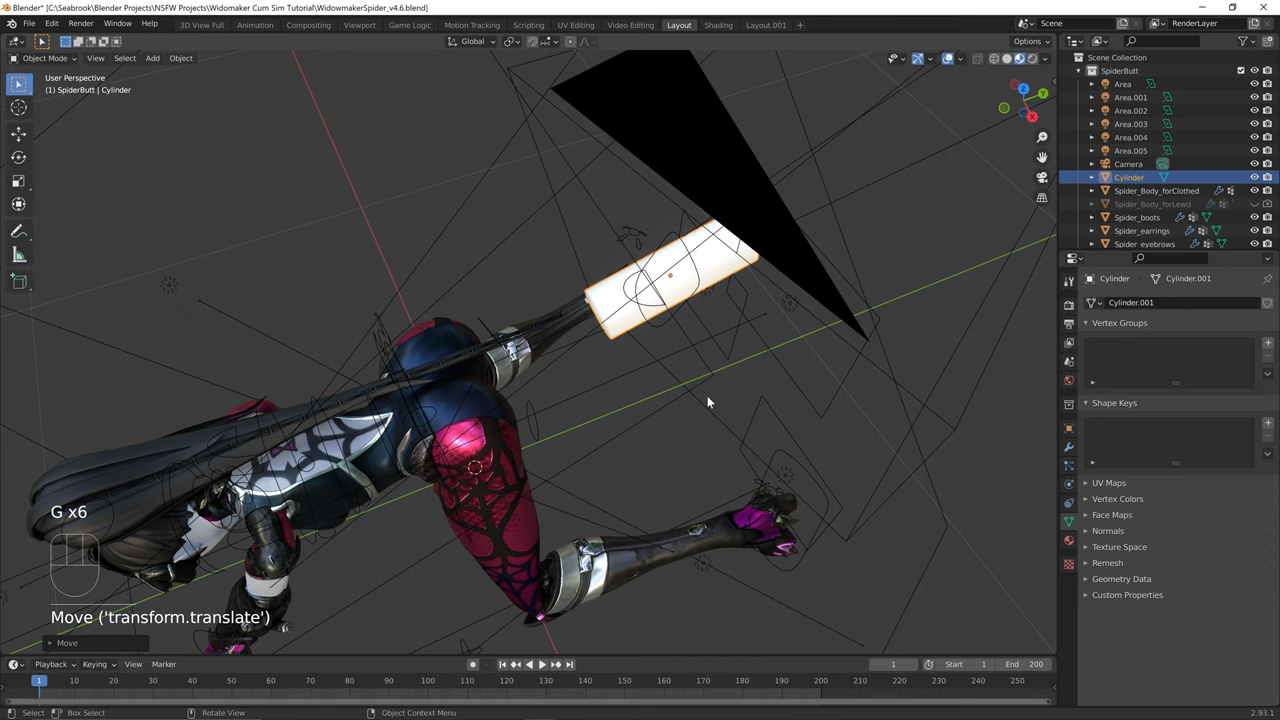 Blender* [C:\Seabrook\Blender Projects\NSFW Projects\Widomaker Cum Sim Tutorial\WidowmakerSpider_v4.6.blend]
File Edit Render Window Help 3D View Full Animation Compositing Default Game Logic Motion Tracking Scripting UV Editing Video Editing Layout Shading Layout.001 + Scene RenderLayer
Global Options
Object Mode View Select Add Object
User Perspective
(1) SpiderButt | Cylinder
Scene Collection
SpiderButt
Area
Area.001
Area.002
Area.003
Area.004
Area.005
Camera
Cylinder
Spider_Body_forClothed
Spider_Body_forLewd
Spider_boots
Spider_earrings
Spider_eyebrows
Cylinder Cylinder.001
Cylinder.001
Vertex Groups
Shape Keys
UV Maps
Vertex Colors
Face Maps
Normals
Texture Space
Remesh
Geometry Data
Custom Properties
Z
Y
X
G x6
Move ('transform.translate')
Move
Playback Keying View Marker 1 Start 1 End 200
1 10 20 30 40 50 60 70 80 90 100 110 120 130 140 150 160 170 180 190 200 210 220 230 240 250
Select Box Select Rotate View Object Context Menu 2.93.1